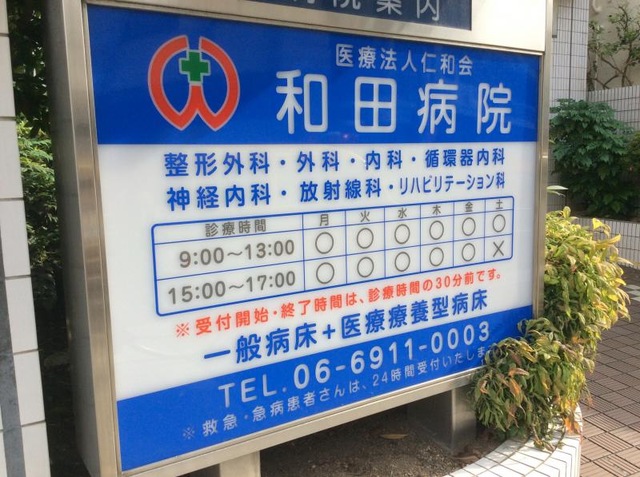 病院案内
医療法人仁和会
和田病院
整形外科・外科・内科・循環器内科
神経内科・放射線科・リハビリテーション科
診療時間 月 火 水 木 金 土
9:00〜13:00 ○ ○ ○ ○ ○ ○
15:00〜17:00 ○ ○ ○ ○ ○ ×
※受付開始・終了時間は、診療時間の30分前です。
一般病床+医療療養型病床
TEL.06-6911-0003
※救急・急病患者さんは、24時間受付いたしま